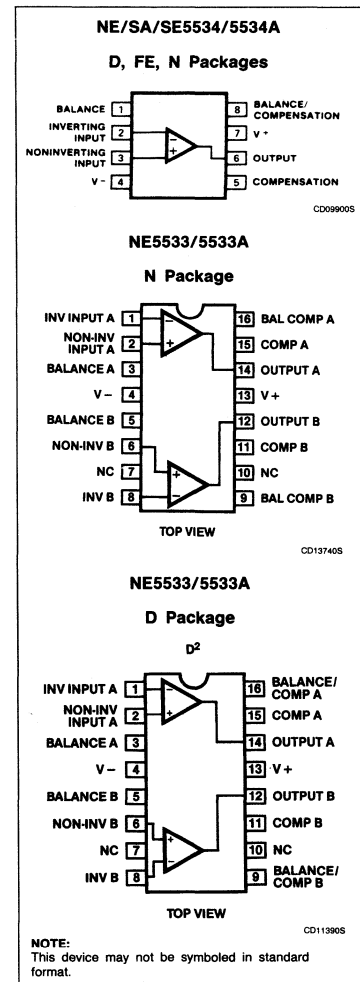 NE/SA/SE5534/5534A
D, FE, N Packages
BALANCE 1
INVERTING INPUT 2
NONINVERTING INPUT 3
V- 4
8 BALANCE/ COMPENSATION
7 V+
6 OUTPUT
5 COMPENSATION
- +
CD09900S
NE5533/5533A
N Package
INV INPUT A 1
NON-INV INPUT A 2
BALANCE A 3
V- 4
BALANCE B 5
NON-INV B 6
NC 7
INV B 8
16 BAL COMP A
15 COMP A
14 OUTPUT A
13 V+
12 OUTPUT B
11 COMP B
10 NC
9 BAL COMP B
- +
+ -
TOP VIEW
CD13740S
NE5533/5533A
D Package
D²
INV INPUT A 1
NON-INV INPUT A 2
BALANCE A 3
V- 4
BALANCE B 5
NON-INV B 6
NC 7
INV B 8
16 BALANCE/ COMP A
15 COMP A
14 OUTPUT A
13 V+
12 OUTPUT B
11 COMP B
10 NC
9 BALANCE/ COMP B
- +
+ -
TOP VIEW
CD11390S
NOTE:
This device may not be symboled in standard
format.